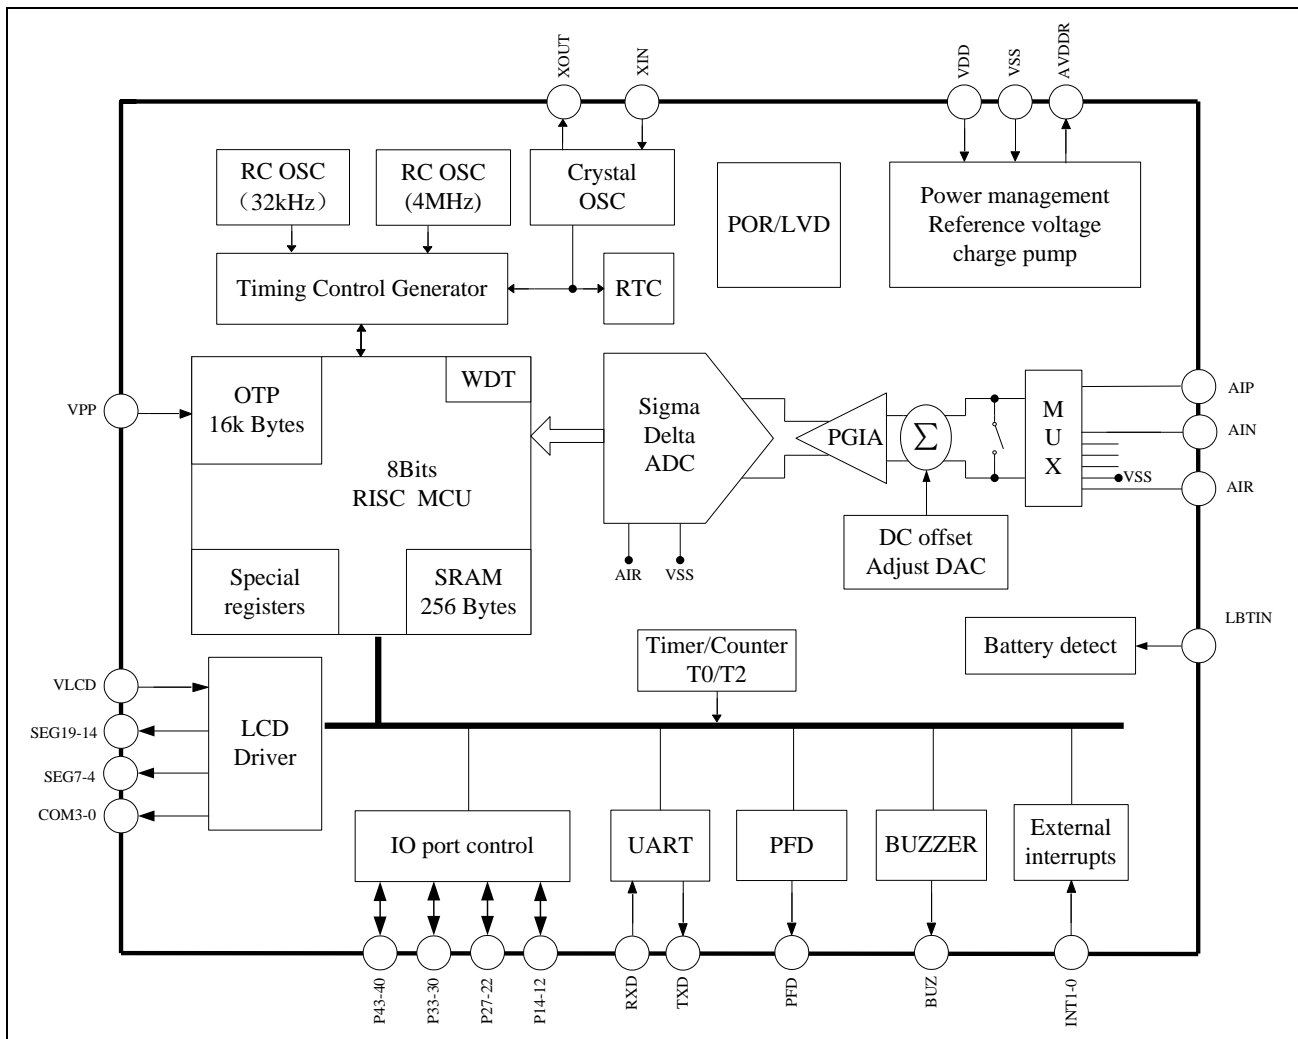 XOUT
XIN
VDD
VSS
AVDDR
RC OSC
（32kHz）
RC OSC
(4MHz)
Crystal
OSC
POR/LVD
Power management
Reference voltage
charge pump
Timing Control Generator
RTC
VPP
OTP
16k Bytes
WDT
8Bits
RISC MCU
Special
registers
SRAM
256 Bytes
Sigma
Delta
ADC
AIR
VSS
PGIA
Σ
DC offset
Adjust DAC
M
U
X
VSS
AIP
AIN
AIR
LBTIN
Battery detect
Timer/Counter
T0/T2
VLCD
SEG19-14
SEG7-4
COM3-0
LCD
Driver
IO port control
UART
PFD
BUZZER
External
interrupts
P43-40
P33-30
P27-22
P14-12
RXD
TXD
PFD
BUZ
INT1-0